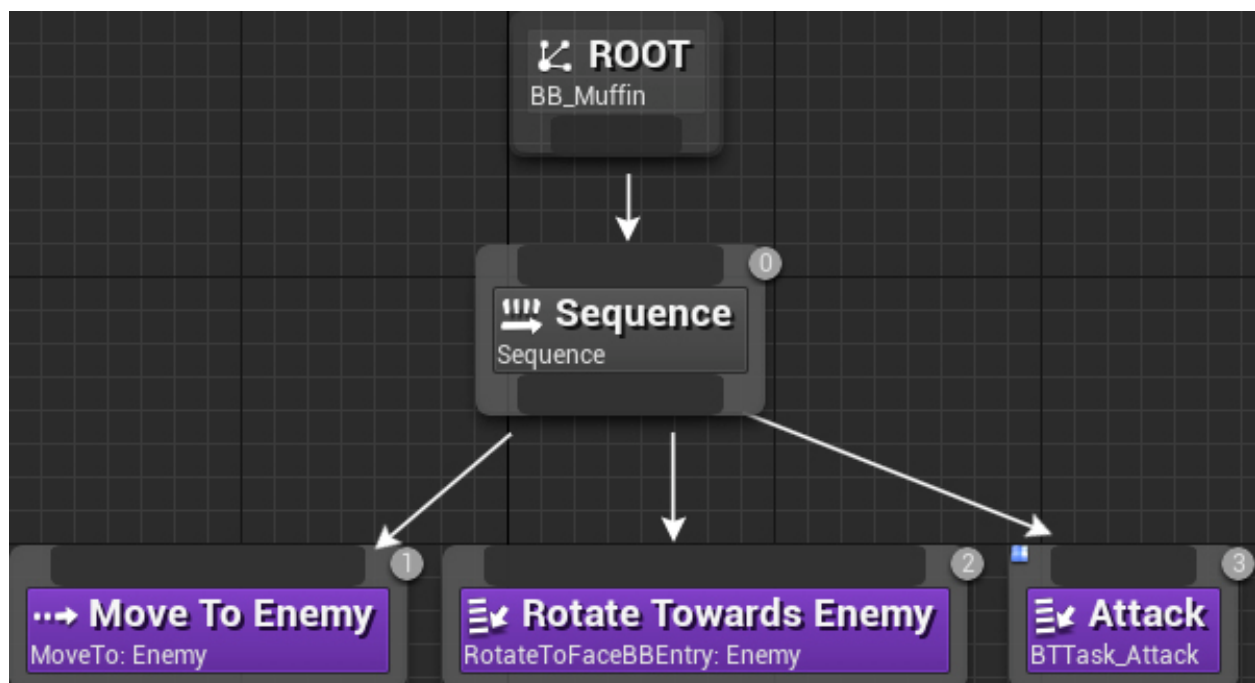 ROOT
BB_Muffin
0
Sequence
Sequence
1
2
3
Move To Enemy
MoveTo: Enemy
Rotate Towards Enemy
RotateToFaceBBEntry: Enemy
Attack
BTTask_Attack